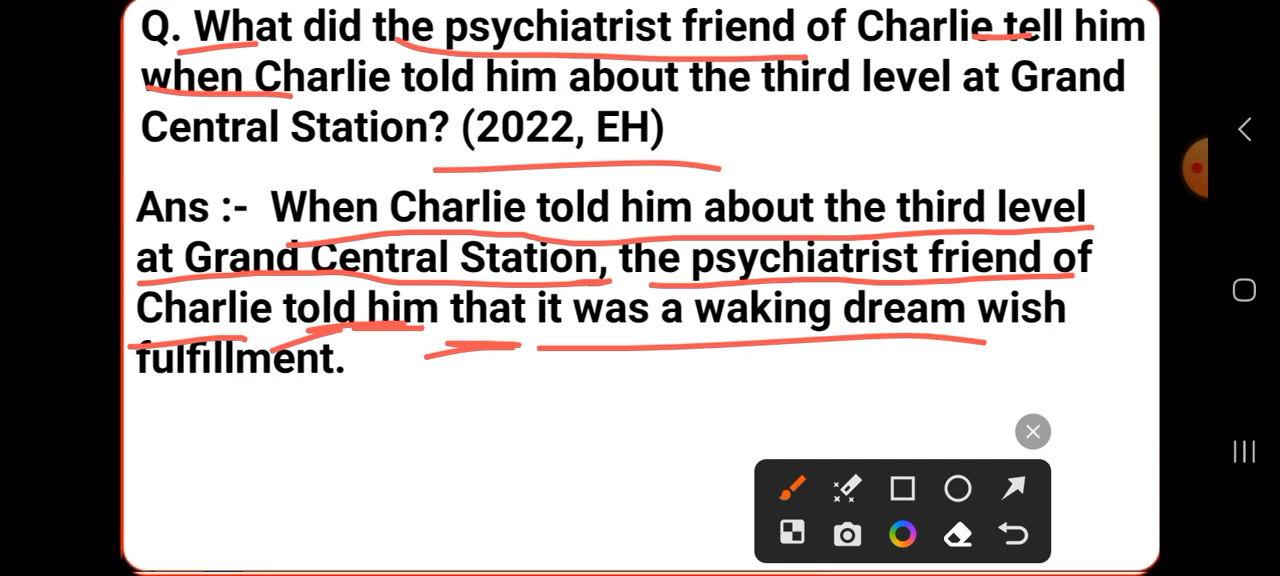 Q. What did the psychiatrist friend of Charlie tell him
when Charlie told him about the third level at Grand
Central Station? (2022, EH)
Ans :- When Charlie told him about the third level
at Grand Central Station, the psychiatrist friend of
Charlie told him that it was a waking dream wish
fulfillment.